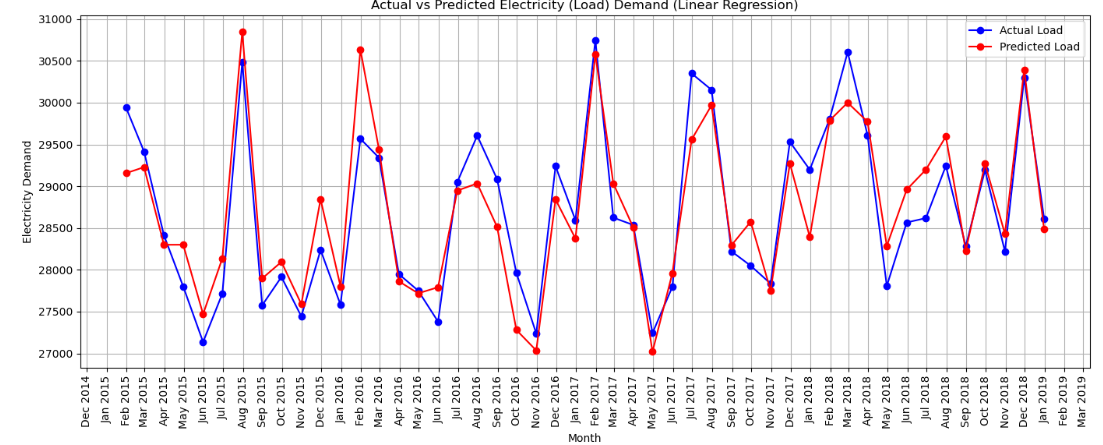 Actual vs Predicted Electricity (Load) Demand (Linear Regression)
Actual Load
Predicted Load
Electricity Demand
31000
30500
30000
29500
29000
28500
28000
27500
27000
Dec 2014
Jan 2015
Feb 2015
Mar 2015
Apr 2015
May 2015
Jun 2015
Jul 2015
Aug 2015
Sep 2015
Oct 2015
Nov 2015
Dec 2015
Jan 2016
Feb 2016
Mar 2016
Apr 2016
May 2016
Jun 2016
Jul 2016
Aug 2016
Sep 2016
Oct 2016
Nov 2016
Dec 2016
Jan 2017
Feb 2017
Mar 2017
Apr 2017
May 2017
Jun 2017
Jul 2017
Aug 2017
Sep 2017
Oct 2017
Nov 2017
Dec 2017
Jan 2018
Feb 2018
Mar 2018
Apr 2018
May 2018
Jun 2018
Jul 2018
Aug 2018
Sep 2018
Oct 2018
Nov 2018
Dec 2018
Jan 2019
Feb 2019
Mar 2019
Month